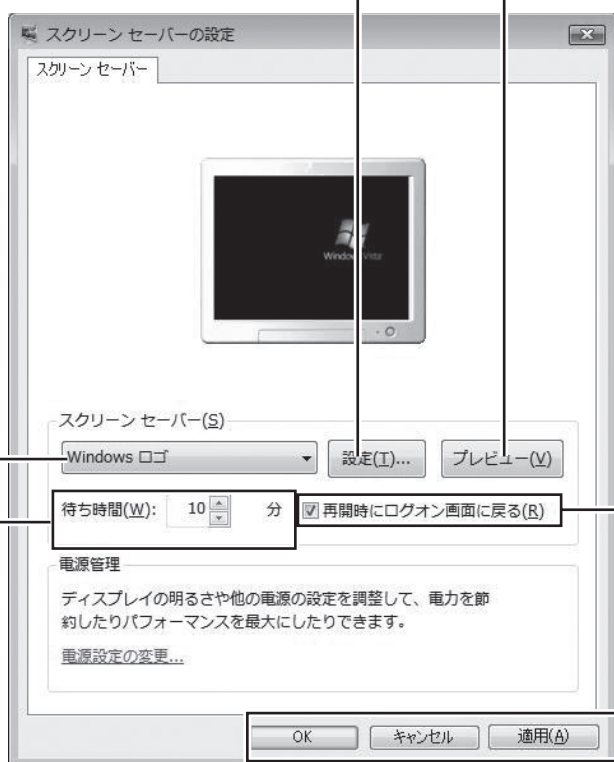 スクリーン セーバーの設定
スクリーン セーバー
Windows Vista
スクリーン セーバー(S)
Windows ロゴ
設定(T)...
プレビュー(V)
待ち時間(W): 10 分
再開時にログオン画面に戻る(R)
電源管理
ディスプレイの明るさや他の電源の設定を調整して、電力を節
約したりパフォーマンスを最大にしたりできます。
電源設定の変更...
OK キャンセル 適用(A)